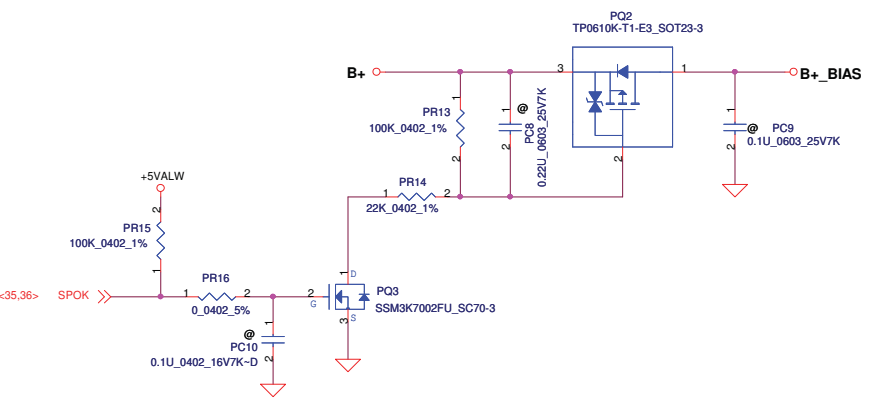 PQ2
TP0610K-T1-E3_SOT23-3
B+
3
1
B+_BIAS
1
PR13
100K_0402_1%
2
1
@
PC8
0.22U_0603_25V7K
2
2
1
@
PC9
0.1U_0603_25V7K
2
+5VALW
2
PR15
100K_0402_1%
1
PR14
1
2
22K_0402_1%
<35,36>
SPOK
PR16
1
2
0_0402_5%
2
G
1
D
PQ3
SSM3K7002FU_SC70-3
3
S
1
@
PC10
0.1U_0402_16V7K~D
2